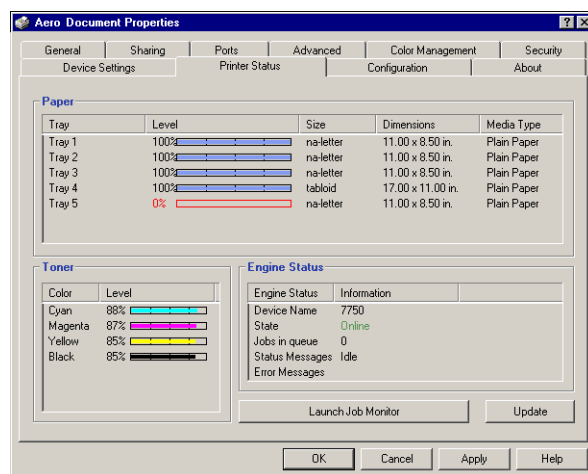 Aero Document Properties
General Sharing Ports Advanced Color Management Security
Device Settings Printer Status Configuration About
Paper
Tray Level Size Dimensions Media Type
Tray 1 100% na-letter 11.00 x 8.50 in. Plain Paper
Tray 2 100% na-letter 11.00 x 8.50 in. Plain Paper
Tray 3 100% na-letter 11.00 x 8.50 in. Plain Paper
Tray 4 100% tabloid 17.00 x 11.00 in. Plain Paper
Tray 5 0% na-letter 11.00 x 8.50 in. Plain Paper
Toner
Color Level
Cyan 88%
Magenta 87%
Yellow 85%
Black 85%
Engine Status
Engine Status Information
Device Name 7750
State Online
Jobs in queue 0
Status Messages Idle
Error Messages
Launch Job Monitor Update
OK Cancel Apply Help